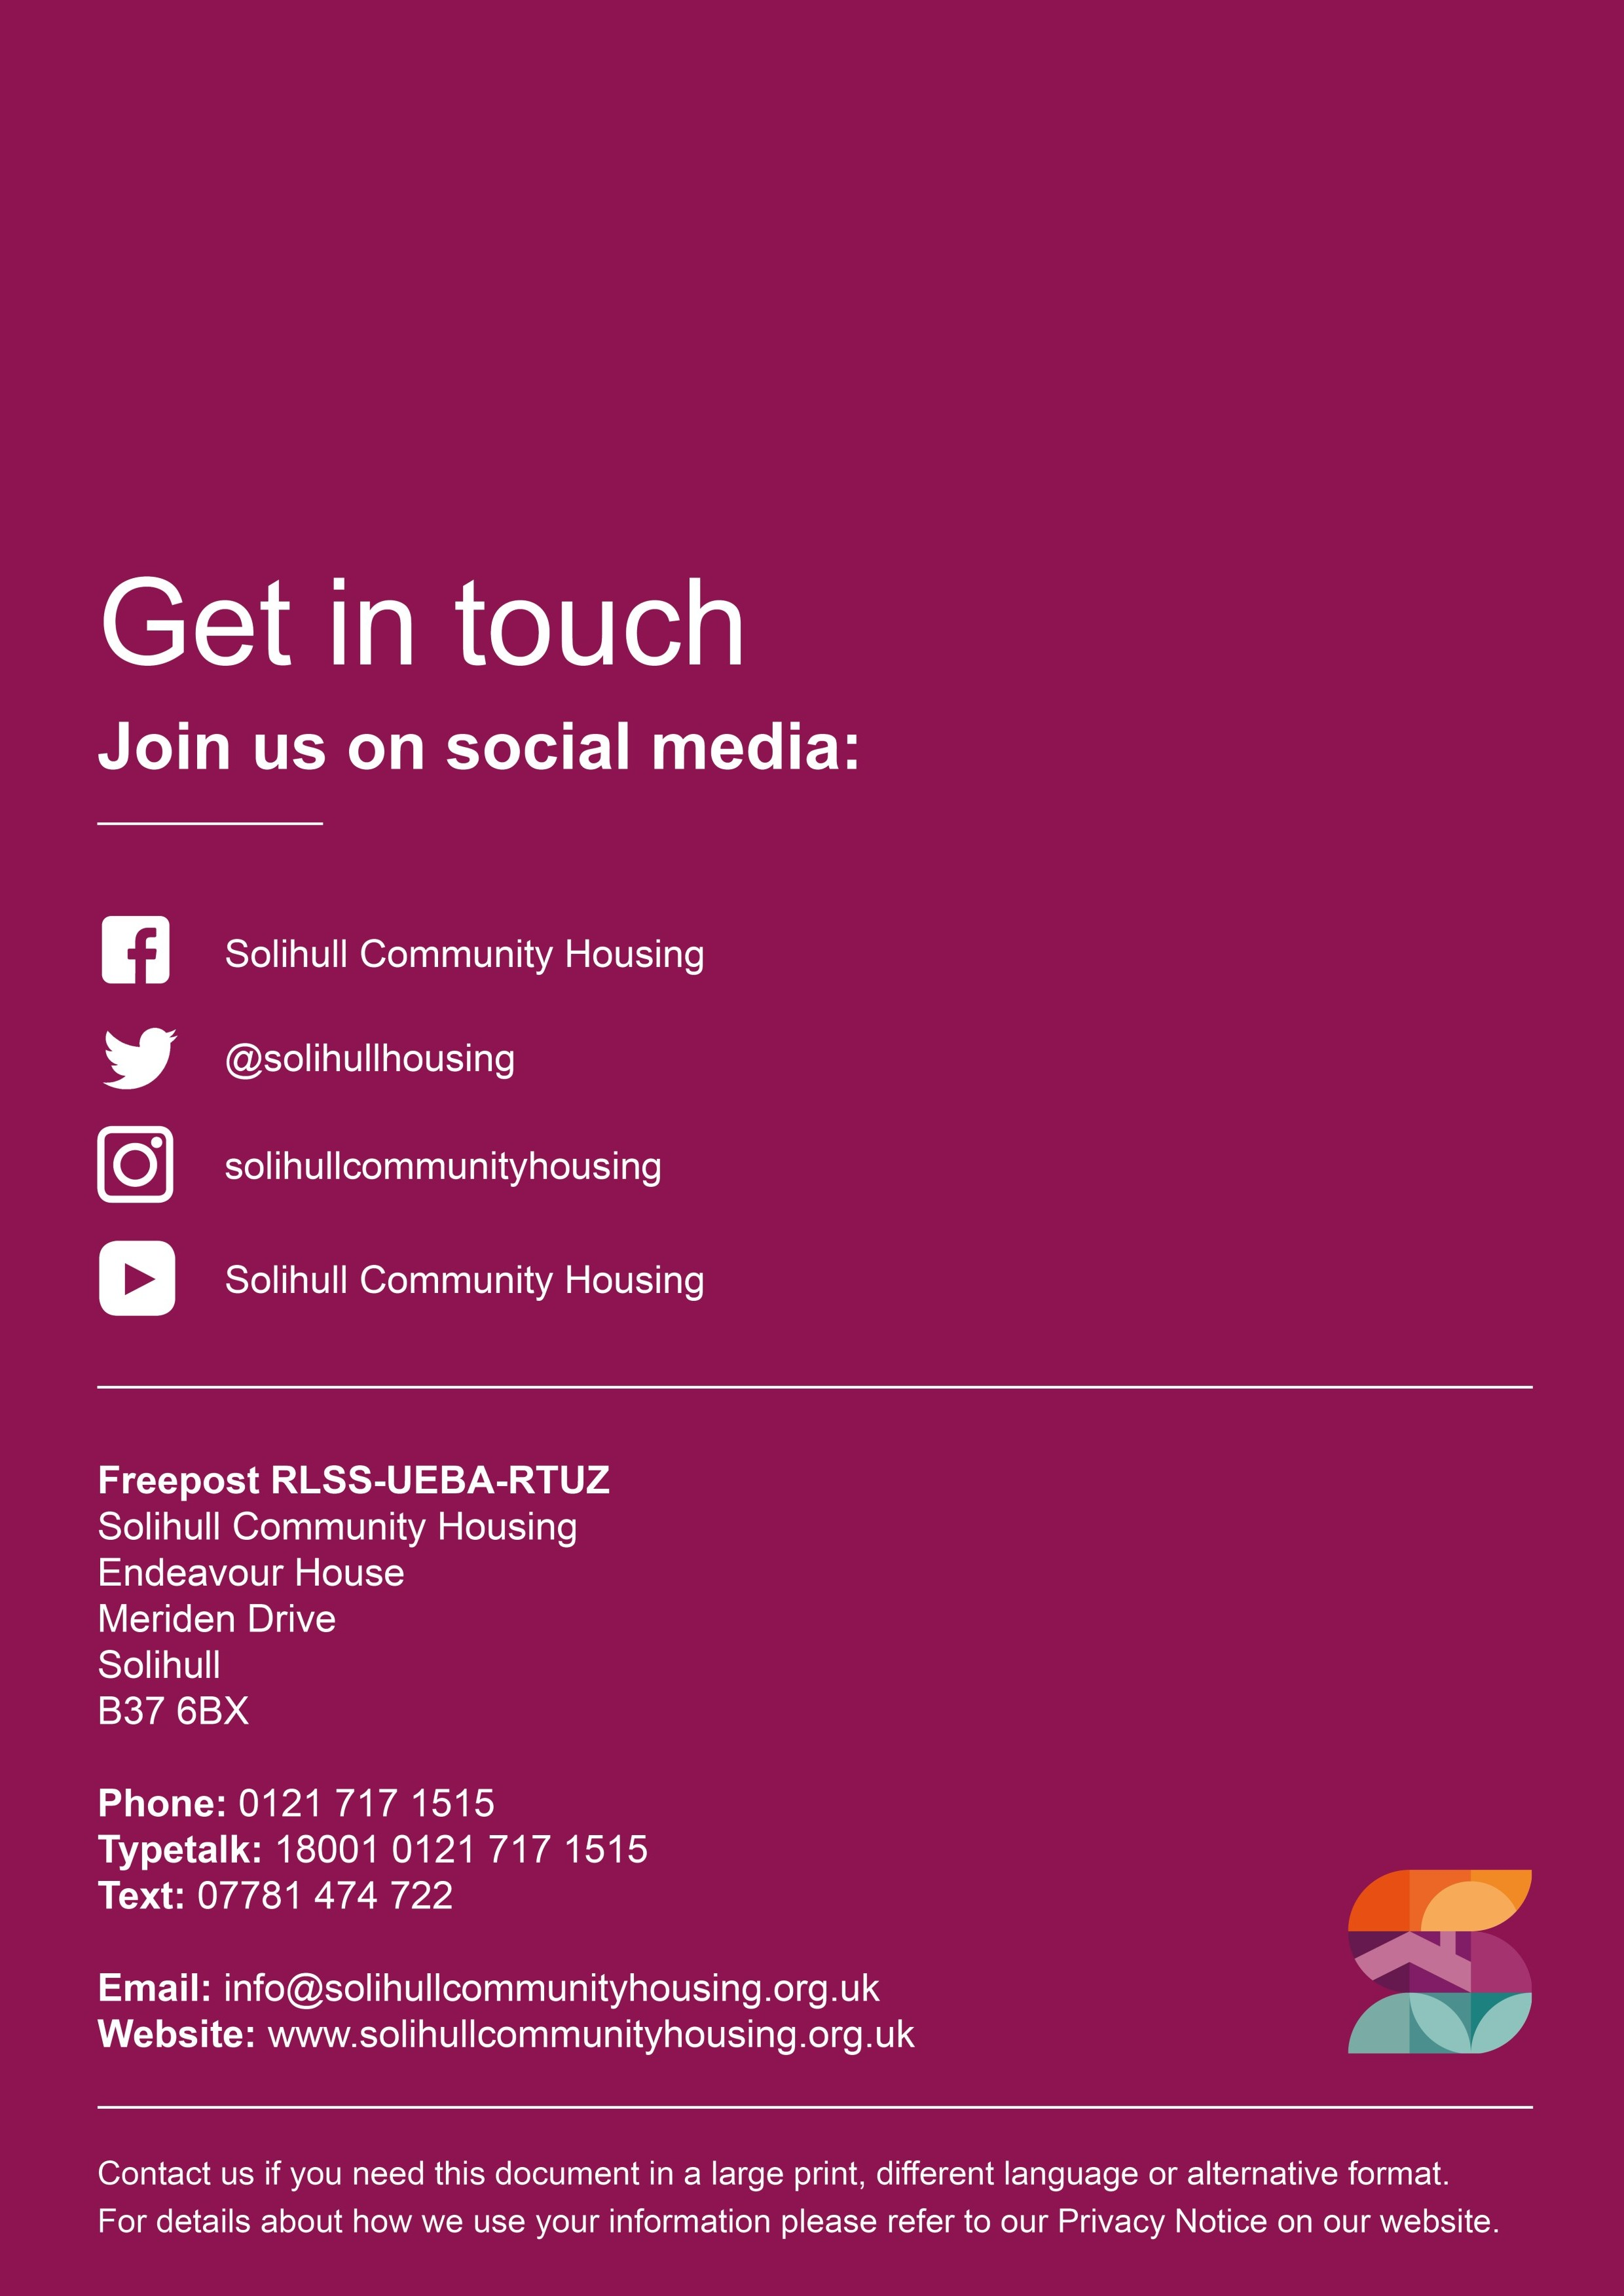 Get in touch
Join us on social media:
Solihull Community Housing
@solihullhousing
solihullcommunityhousing
Solihull Community Housing
Freepost RLSS-UEBA-RTUZ
Solihull Community Housing
Endeavour House
Meriden Drive
Solihull
B37 6BX
Phone: 0121 717 1515
Typetalk: 18001 0121 717 1515
Text: 07781 474 722
Email: info@solihullcommunityhousing.org.uk
Website: www.solihullcommunityhousing.org.uk
Contact us if you need this document in a large print, different language or alternative format.
For details about how we use your information please refer to our Privacy Notice on our website.